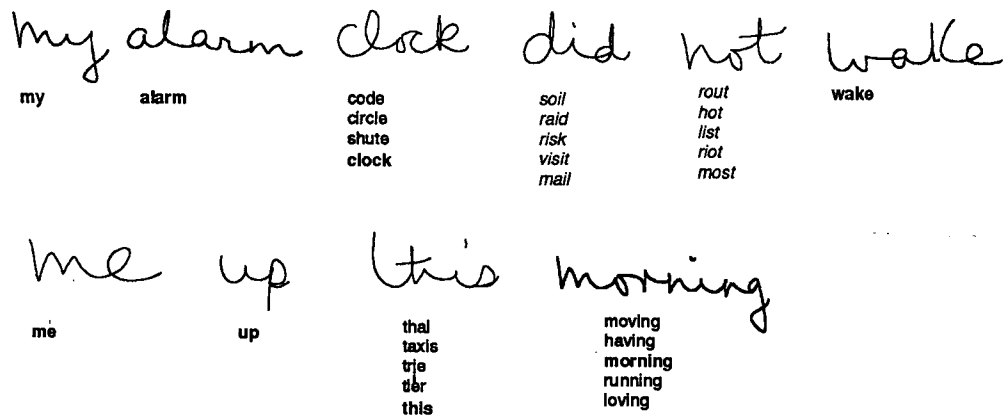 my alarm clock did not wake
my alarm code soil rout wake
circle raid hot
shute risk list
clock visit riot
mail most
me up this morning
me up thal moving
taxis having
trie morning
tier running
this loving